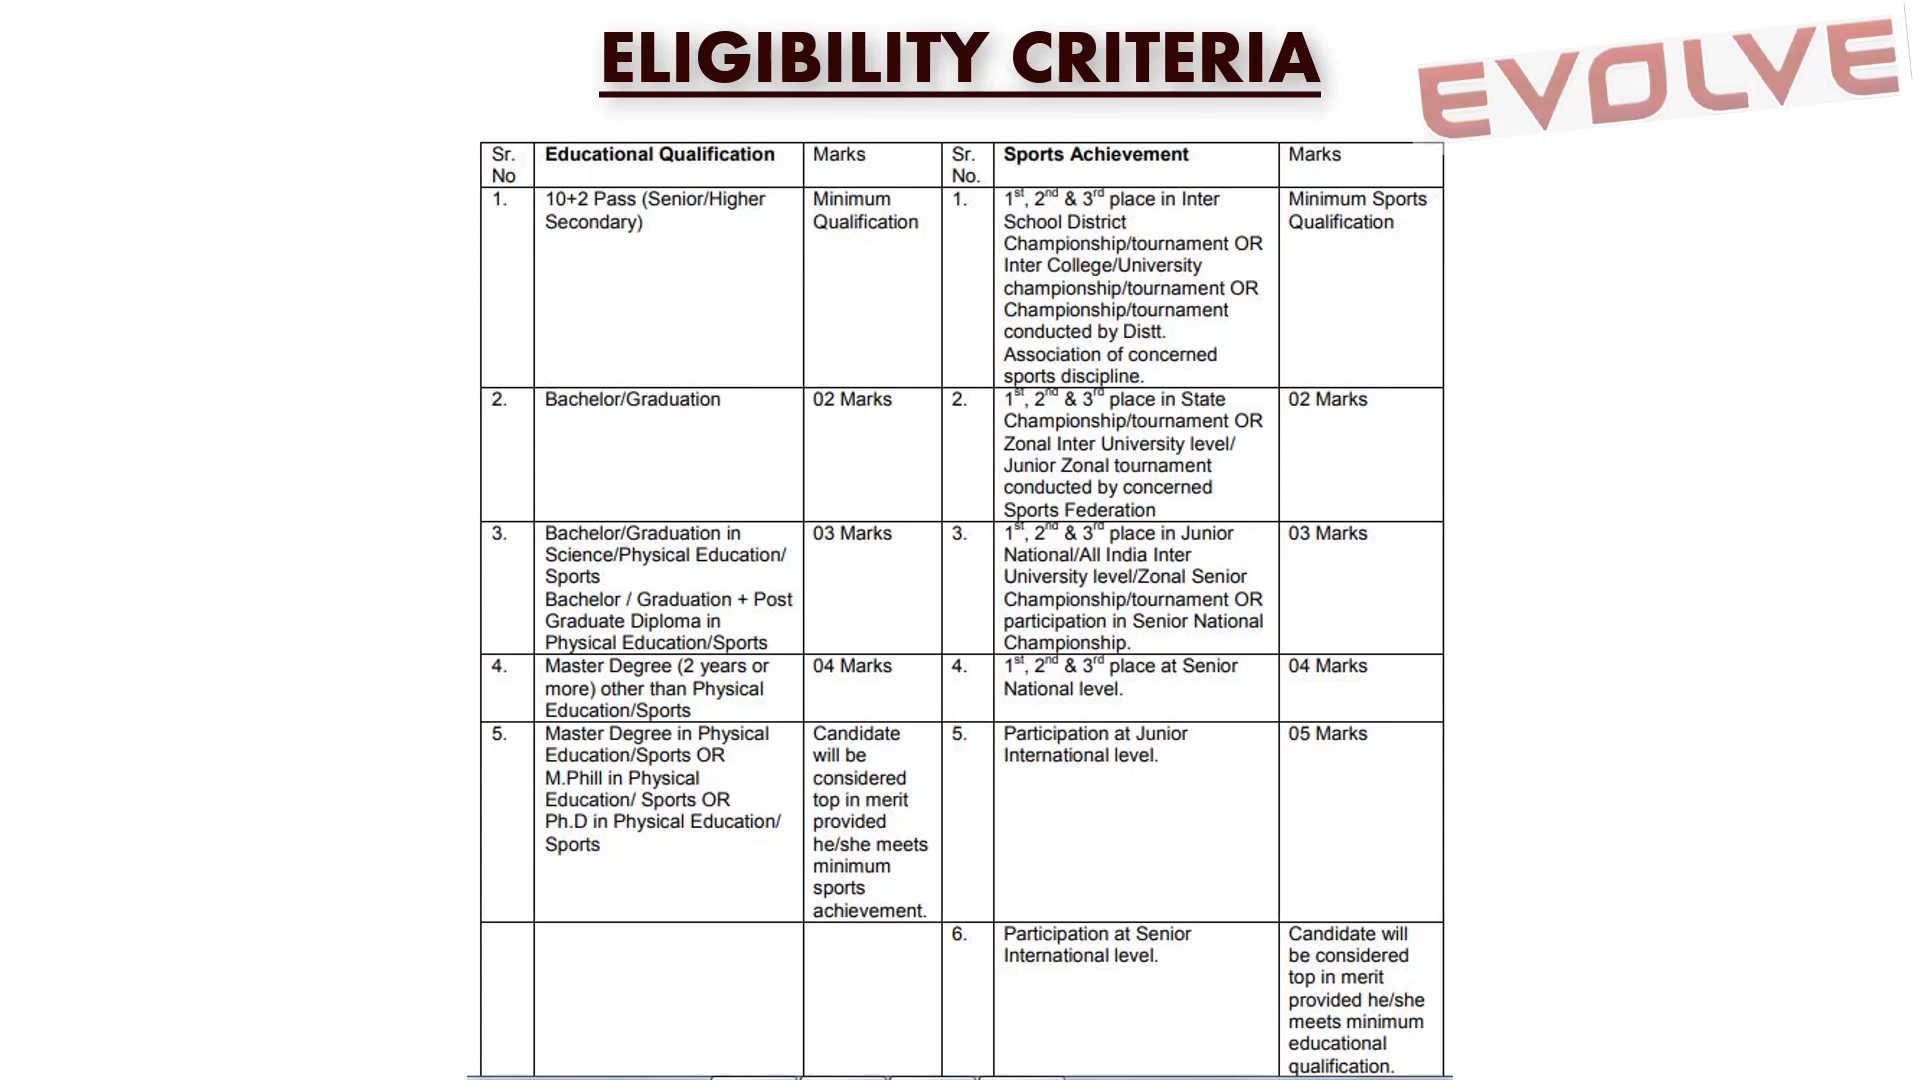 ELIGIBILITY CRITERIA
EVOLVE
Sr. No
Educational Qualification
Marks
Sr. No.
Sports Achievement
Marks
1.
10+2 Pass (Senior/Higher
Secondary)
Minimum
Qualification
1.
1st, 2nd & 3rd place in Inter
School District
Championship/tournament OR
Inter College/University
championship/tournament OR
Championship/tournament
conducted by Distt.
Association of concerned
sports discipline.
Minimum Sports
Qualification
2.
Bachelor/Graduation
02 Marks
2.
1st, 2nd & 3rd place in State
Championship/tournament OR
Zonal Inter University level/
Junior Zonal tournament
conducted by concerned
Sports Federation
02 Marks
3.
Bachelor/Graduation in
Science/Physical Education/
Sports
Bachelor / Graduation + Post
Graduate Diploma in
Physical Education/Sports
03 Marks
3.
1st, 2nd & 3rd place in Junior
National/All India Inter
University level/Zonal Senior
Championship/tournament OR
participation in Senior National
Championship.
03 Marks
4.
Master Degree (2 years or
more) other than Physical
Education/Sports
04 Marks
4.
1st, 2nd & 3rd place at Senior
National level.
04 Marks
5.
Master Degree in Physical
Education/Sports OR
M.Phill in Physical
Education/ Sports OR
Ph.D in Physical Education/
Sports
Candidate
will be
considered
top in merit
provided
he/she meets
minimum
sports
achievement.
5.
Participation at Junior
International level.
05 Marks
6.
Participation at Senior
International level.
Candidate will
be considered
top in merit
provided he/she
meets minimum
educational
qualification.